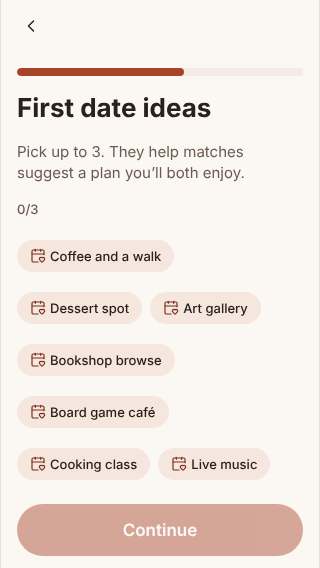 First date ideas
Pick up to 3. They help matches
suggest a plan you’ll both enjoy.
0/3
Coffee and a walk
Dessert spot
Art gallery
Bookshop browse
Board game café
Cooking class
Live music
Continue